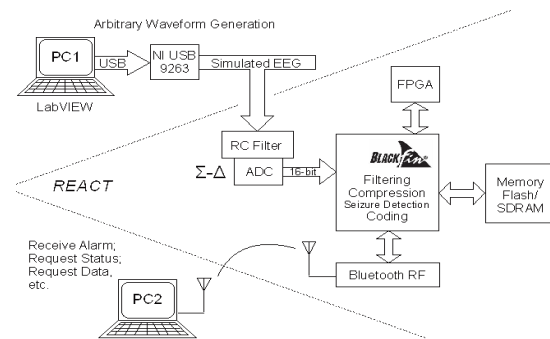 Arbitrary Waveform Generation
PC1
USB
NI USB
9263
Simulated EEG
LabVIEW
FPGA
RC Filter
ADC
Σ-Δ
16-bit
BLACKfin
Filtering
Compression
Seizure Detection
Coding
Memory
Flash/
SDRAM
REACT
Receive Alarm;
Request Status;
Request Data,
etc.
PC2
Bluetooth RF